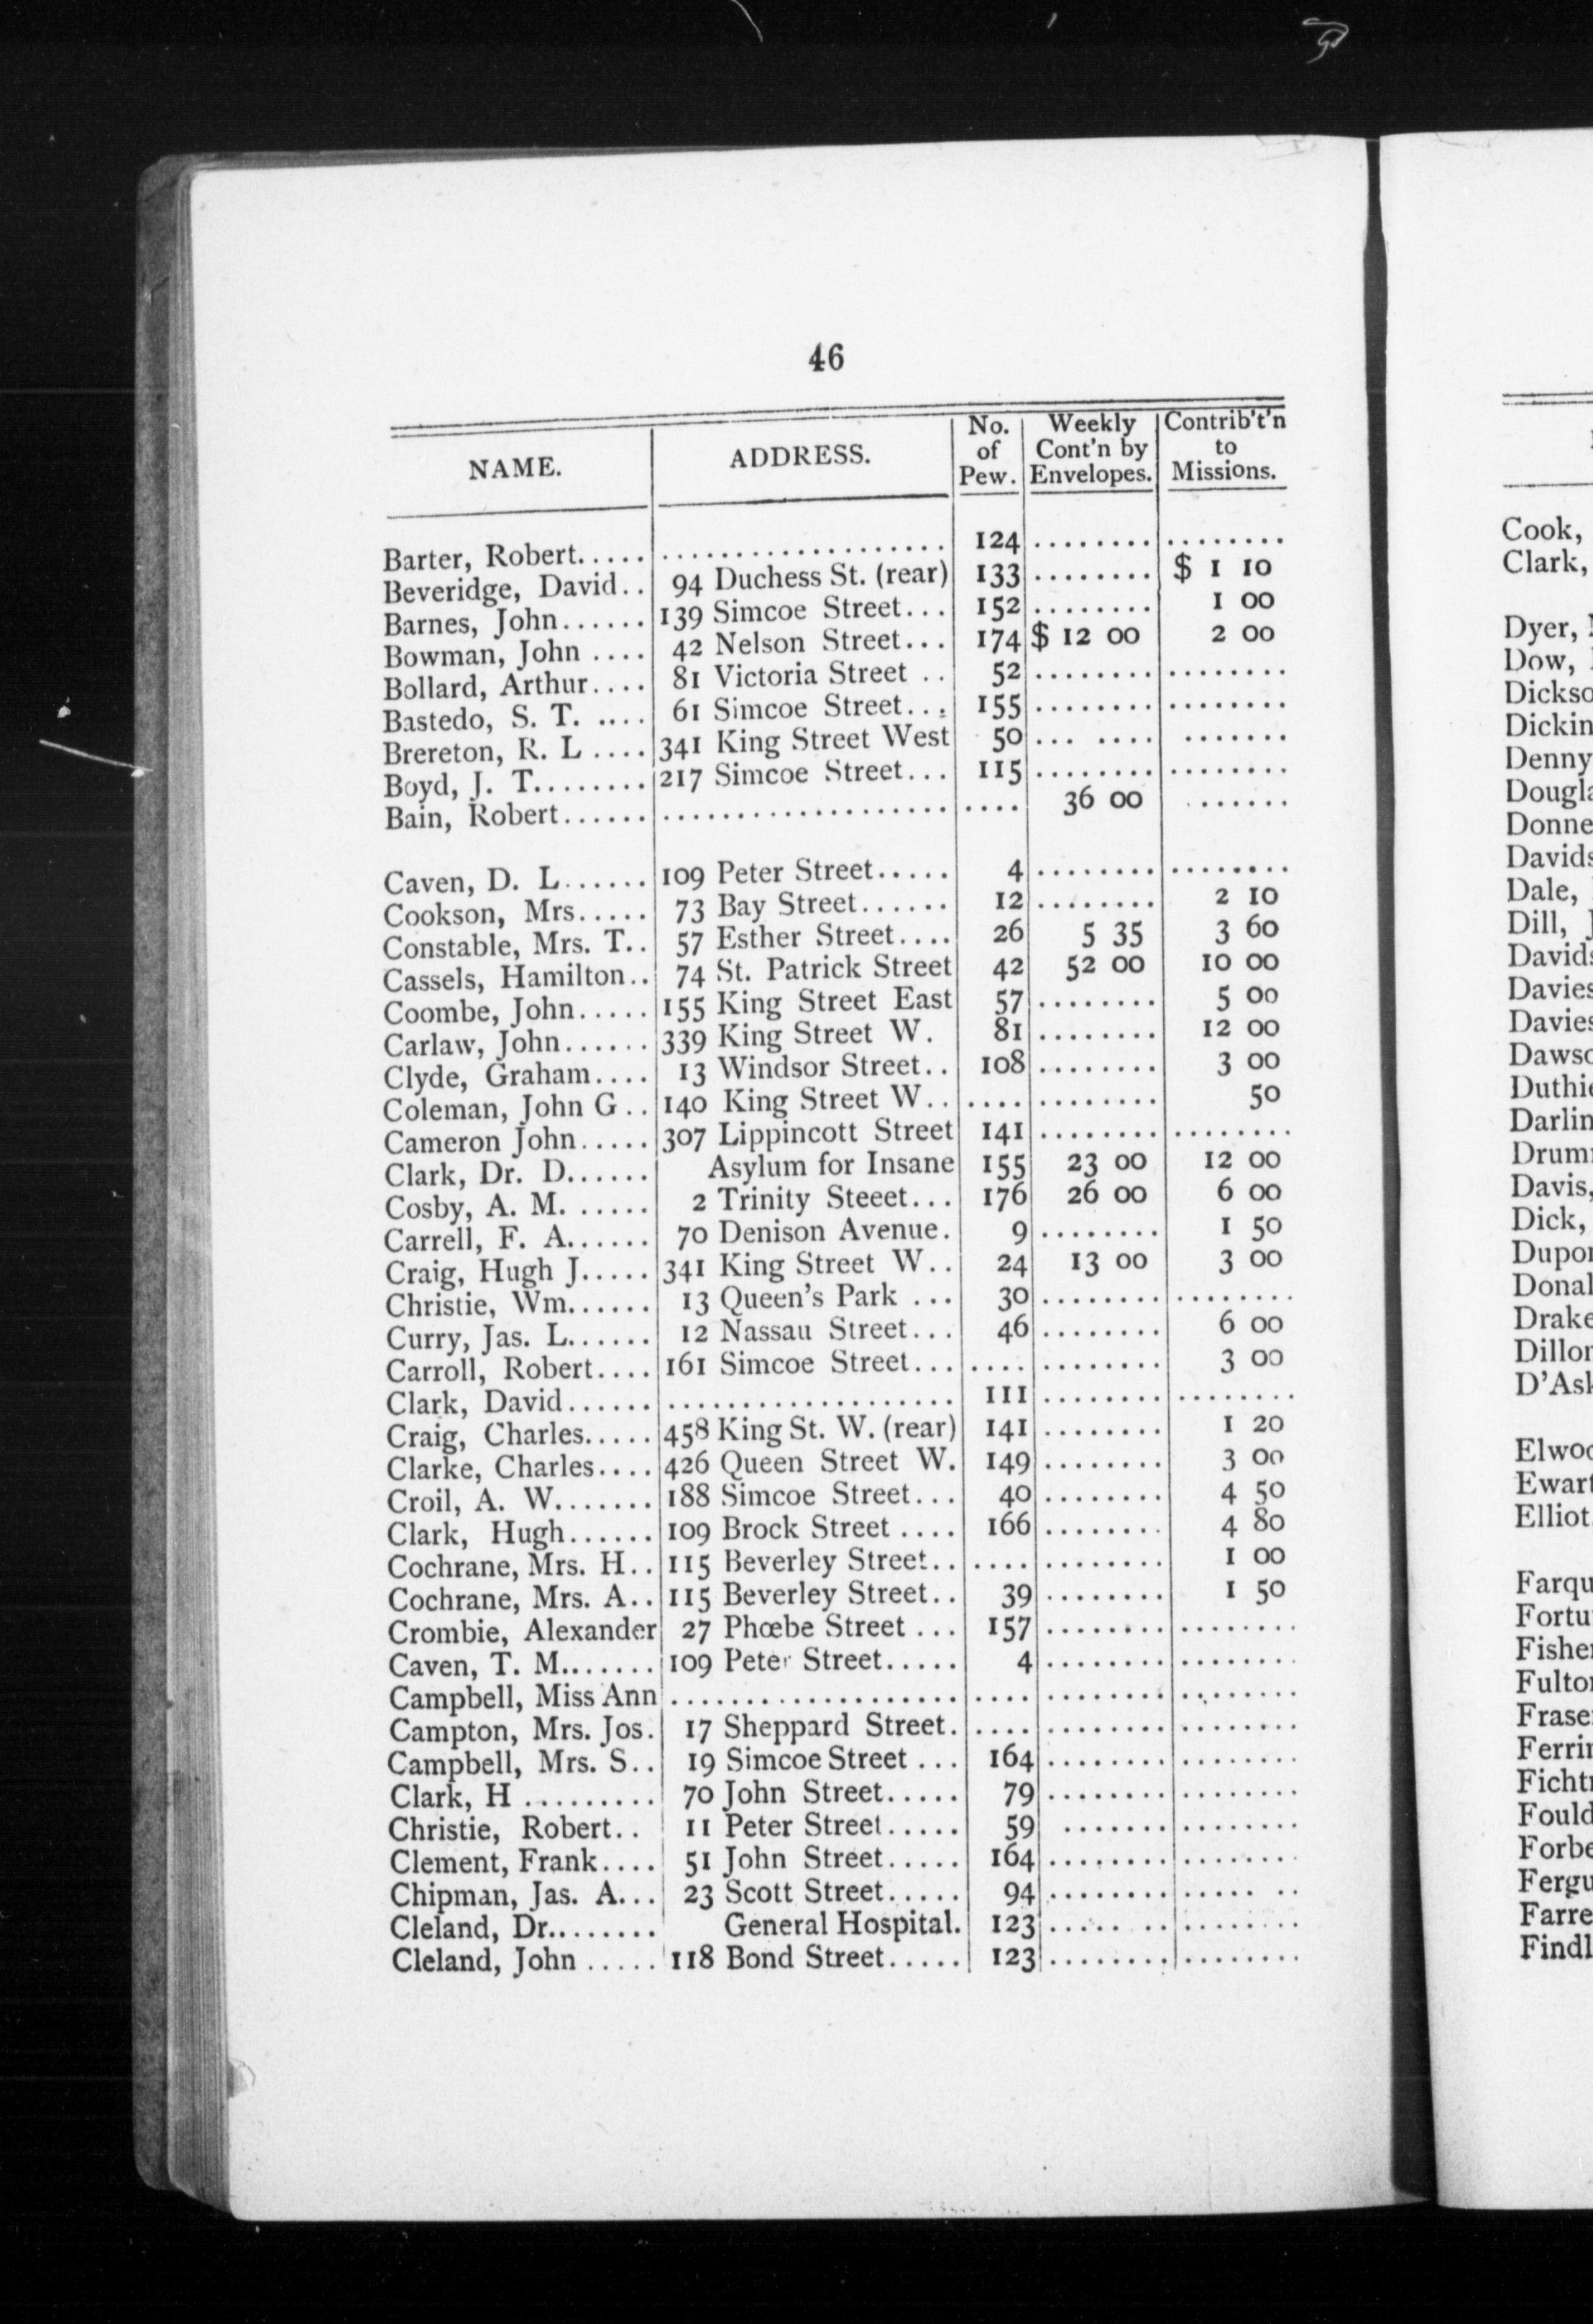 46
NAME. ADDRESS. No. of Pew. Weekly Cont'n by Envelopes. Contrib't'n to Missions.
Barter, Robert..... ................... 124 ........ ........
Beveridge, David.. 94 Duchess St. (rear) 133 ........ $ 1 10
Barnes, John...... 139 Simcoe Street... 152 ........ 1 00
Bowman, John .... 42 Nelson Street... 174 $ 12 00 2 00
Bollard, Arthur.... 81 Victoria Street .. 52 ........ ........
Bastedo, S. T. .... 61 Simcoe Street... 155 ........ ........
Brereton, R. L .... 341 King Street West 50 ... .... .......
Boyd, J. T........ 217 Simcoe Street... 115 ........ ........
Bain, Robert...... ................... .... 36 00 .......
Caven, D. L...... 109 Peter Street..... 4 ........ ........
Cookson, Mrs..... 73 Bay Street...... 12 ........ 2 10
Constable, Mrs. T.. 57 Esther Street.... 26 5 35 3 60
Cassels, Hamilton.. 74 St. Patrick Street 42 52 00 10 00
Coombe, John..... 155 King Street East 57 ........ 5 00
Carlaw, John...... 339 King Street W. 81 ........ 12 00
Clyde, Graham.... 13 Windsor Street.. 108 ........ 3 00
Coleman, John G .. 140 King Street W.. .... ........ 50
Cameron John..... 307 Lippincott Street 141 ........ ........
Clark, Dr. D...... Asylum for Insane 155 23 00 12 00
Cosby, A. M. ...... 2 Trinity Steeet... 176 26 00 6 00
Carrell, F. A...... 70 Denison Avenue. 9 ........ 1 50
Craig, Hugh J..... 341 King Street W.. 24 13 00 3 00
Christie, Wm...... 13 Queen's Park ... 30 ........ ........
Curry, Jas. L...... 12 Nassau Street... 46 ........ 6 00
Carroll, Robert.... 161 Simcoe Street... .... ........ 3 00
Clark, David...... ................... 111 ........ ........
Craig, Charles..... 458 King St. W. (rear) 141 ........ 1 20
Clarke, Charles.... 426 Queen Street W. 149 ........ 3 00
Croil, A. W....... 188 Simcoe Street... 40 ........ 4 50
Clark, Hugh...... 109 Brock Street .... 166 ........ 4 80
Cochrane, Mrs. H.. 115 Beverley Street.. .... ........ 1 00
Cochrane, Mrs. A.. 115 Beverley Street.. 39 ........ 1 50
Crombie, Alexander 27 Phœbe Street ... 157 ........ ........
Caven, T. M....... 109 Peter Street..... 4 ........ ........
Campbell, Miss Ann ................... .... ........ ........
Campton, Mrs. Jos. 17 Sheppard Street. .... ........ ........
Campbell, Mrs. S.. 19 Simcoe Street ... 164 ........ ........
Clark, H ......... 70 John Street..... 79 ........ ........
Christie, Robert.. 11 Peter Street..... 59 ....... ........
Clement, Frank.... 51 John Street..... 164 ........ ........
Chipman, Jas. A... 23 Scott Street..... 94 ........ ..... ..
Cleland, Dr........ General Hospital. 123 ..... .. ........
Cleland, John ..... 118 Bond Street..... 123 ........ ........
Cook,
Clark,
Dyer,
Dow,
Dickso
Dickin
Denny
Dougla
Donne
Davids
Dale,
Dill,
Davids
Davies
Davies
Dawso
Duthie
Darlin
Drum
Davis,
Dick,
Dupo
Donal
Drake
Dillor
D'Ask
Elwoo
Ewart
Elliot
Farqu
Fortu
Fishe
Fulto
Frase
Ferri
Ficht
Fould
Forbe
Fergu
Farre
Findl